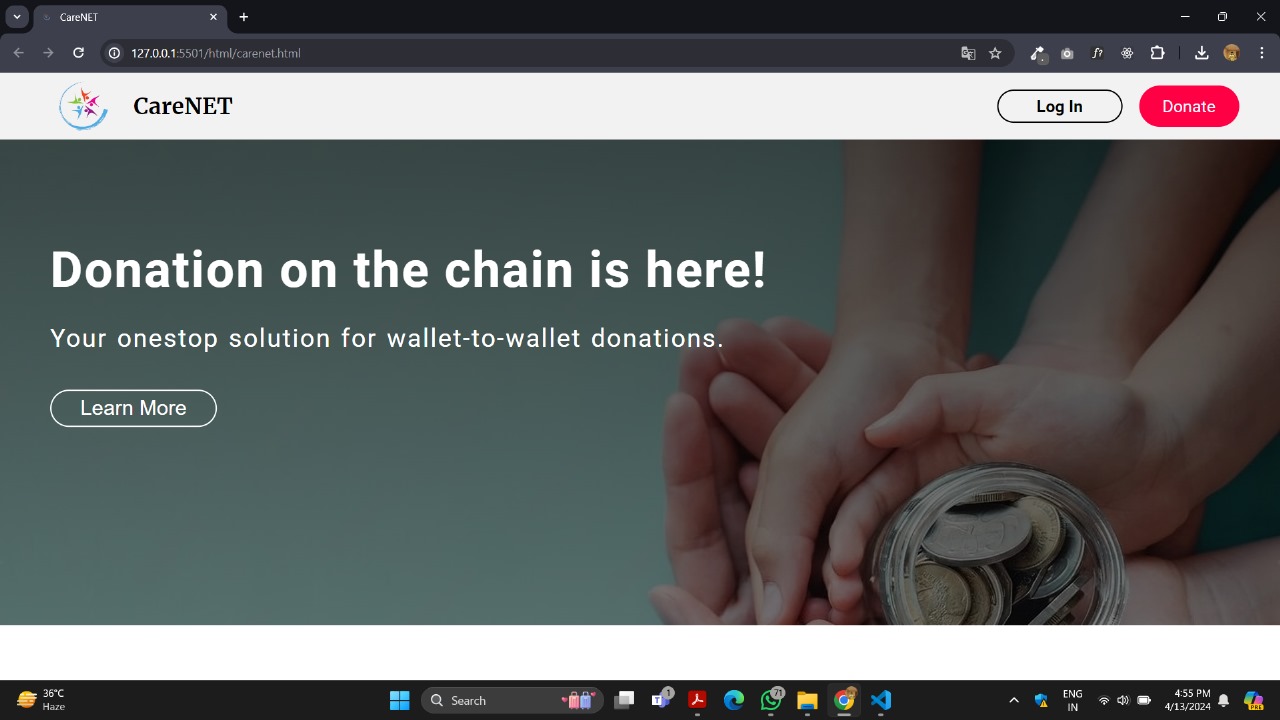 CareNET
127.0.0.1:5501/html/carenet.html
f?
CareNET
Log In
Donate
Donation on the chain is here!
Your onestop solution for wallet-to-wallet donations.
Learn More
36°C
Haze
Search
1
71
ENG
IN
4:55 PM
4/13/2024
PRE